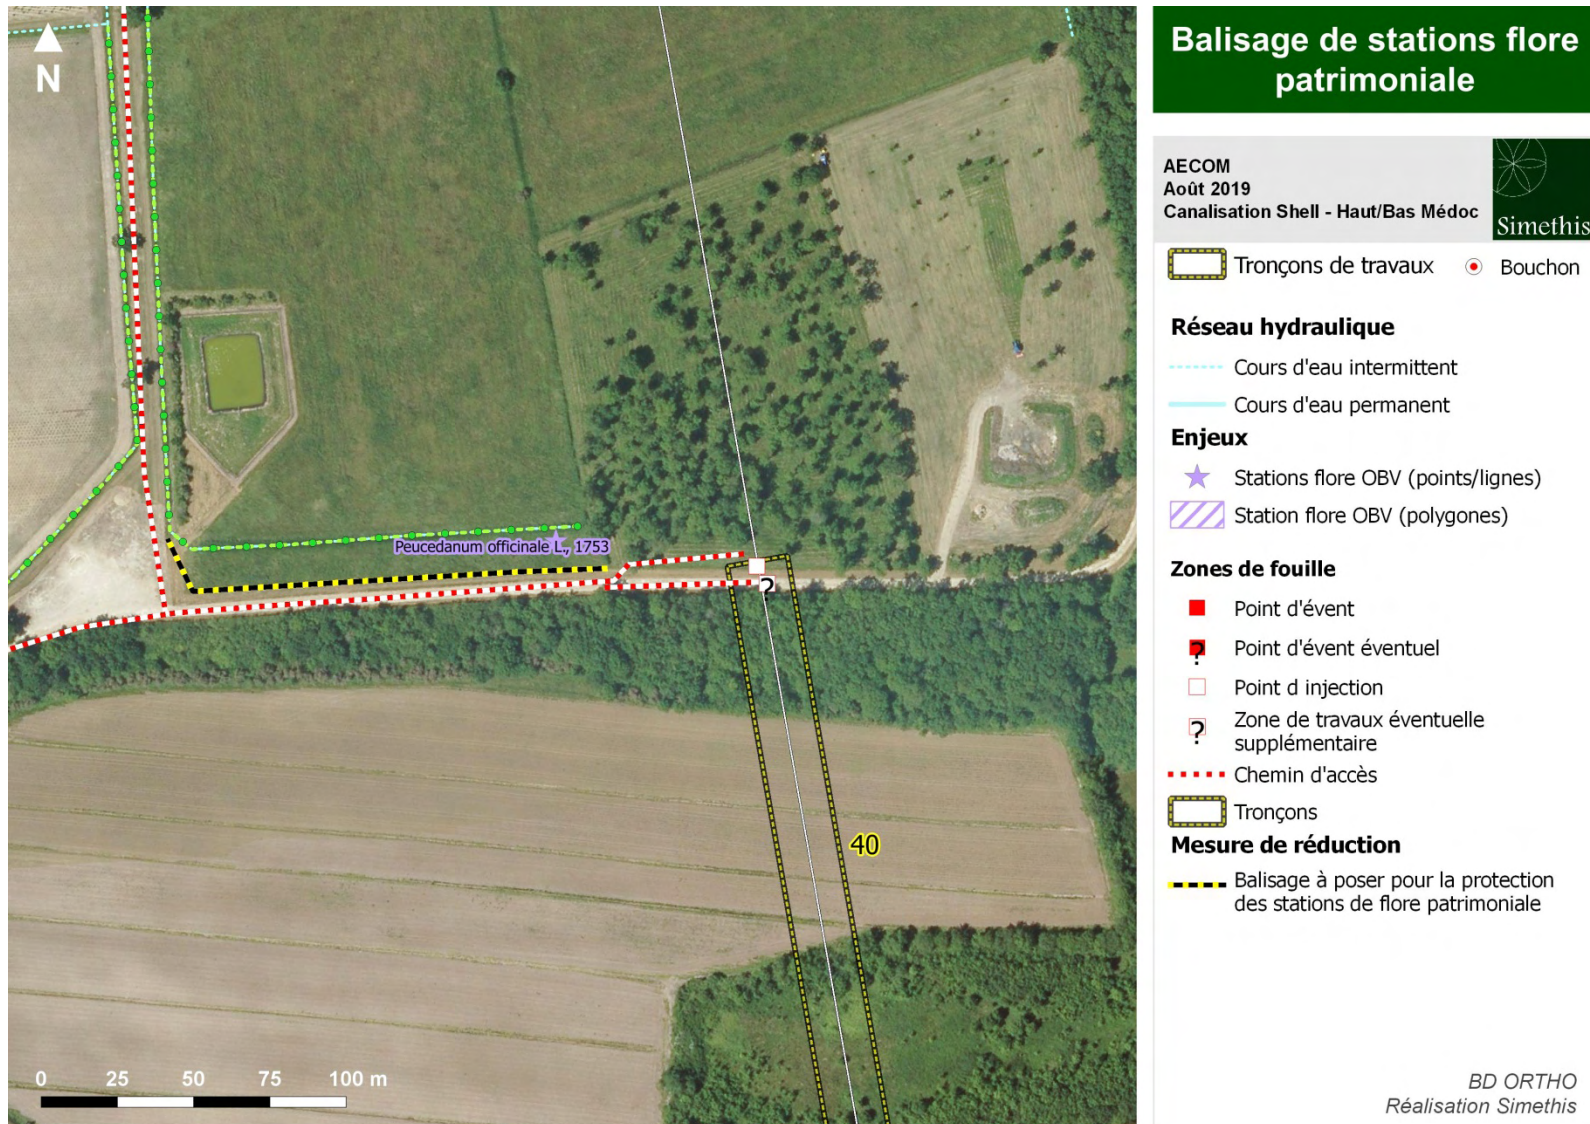 N
Peucedanum officinale L., 1753
?
40
0 25 50 75 100 m
Balisage de stations flore
patrimoniale
AECOM
Août 2019
Canalisation Shell - Haut/Bas Médoc
Simethis
Tronçons de travaux Bouchon
Réseau hydraulique
Cours d'eau intermittent
Cours d'eau permanent
Enjeux
Stations flore OBV (points/lignes)
Station flore OBV (polygones)
Zones de fouille
Point d'évent
? Point d'évent éventuel
Point d injection
? Zone de travaux éventuelle
supplémentaire
Chemin d'accès
Tronçons
Mesure de réduction
Balisage à poser pour la protection
des stations de flore patrimoniale
BD ORTHO
Réalisation Simethis